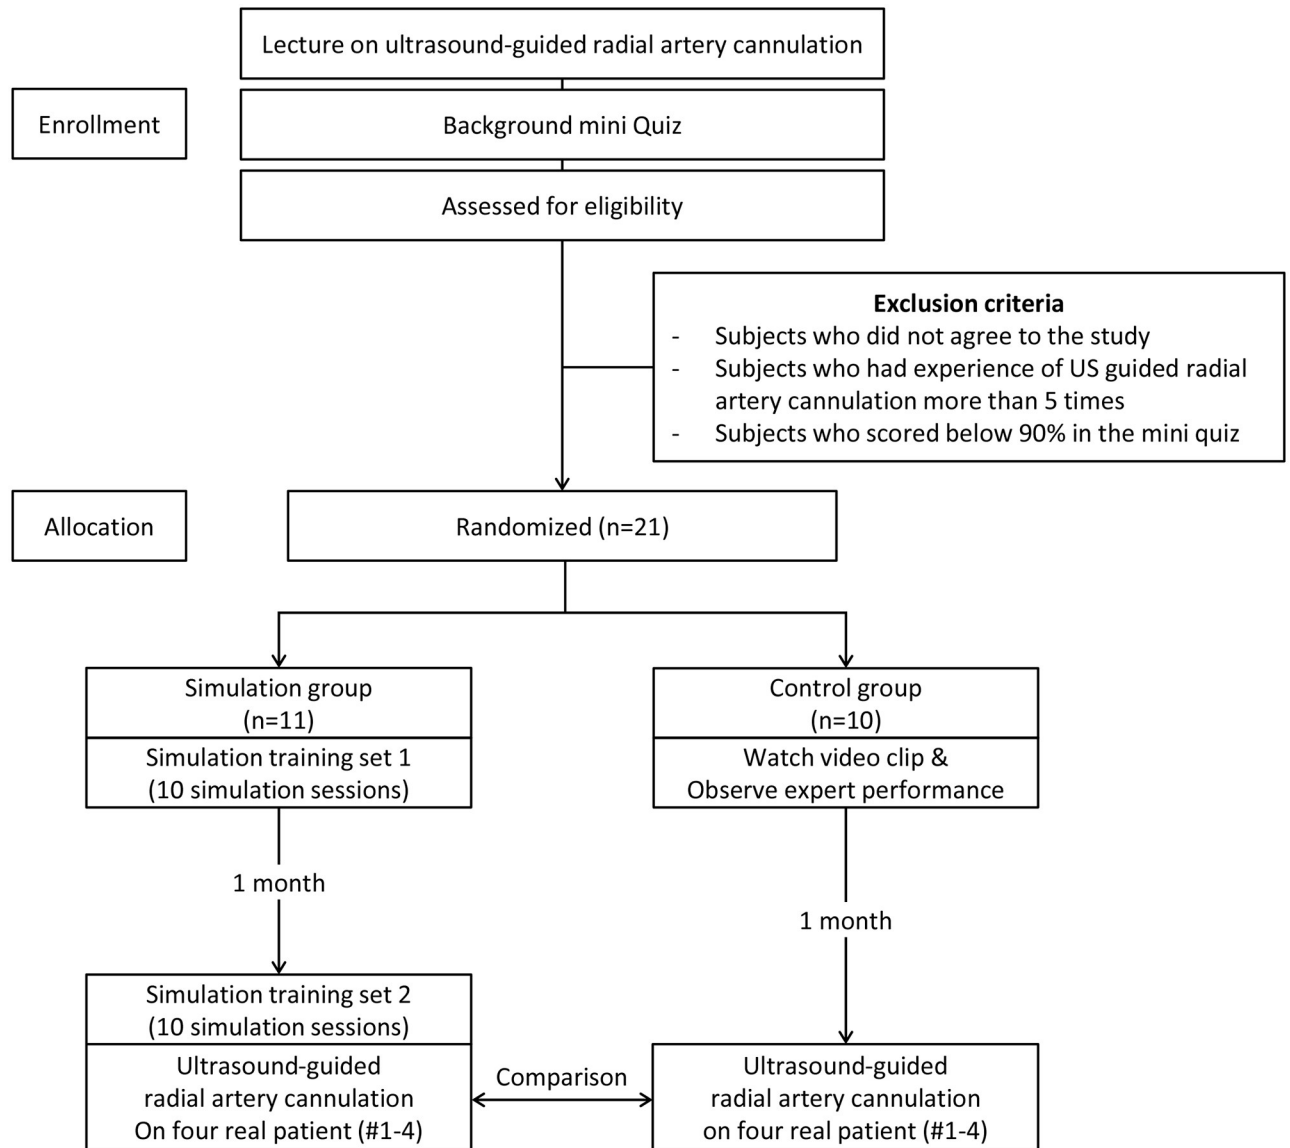 Lecture on ultrasound-guided radial artery cannulation
Enrollment
Background mini Quiz
Assessed for eligibility
Exclusion criteria
- Subjects who did not agree to the study
- Subjects who had experience of US guided radial
artery cannulation more than 5 times
- Subjects who scored below 90% in the mini quiz
Allocation
Randomized (n=21)
Simulation group
(n=11)
Simulation training set 1
(10 simulation sessions)
Control group
(n=10)
Watch video clip &
Observe expert performance
1 month
1 month
Simulation training set 2
(10 simulation sessions)
Ultrasound-guided
radial artery cannulation
On four real patient (#1-4)
Comparison
Ultrasound-guided
radial artery cannulation
on four real patient (#1-4)